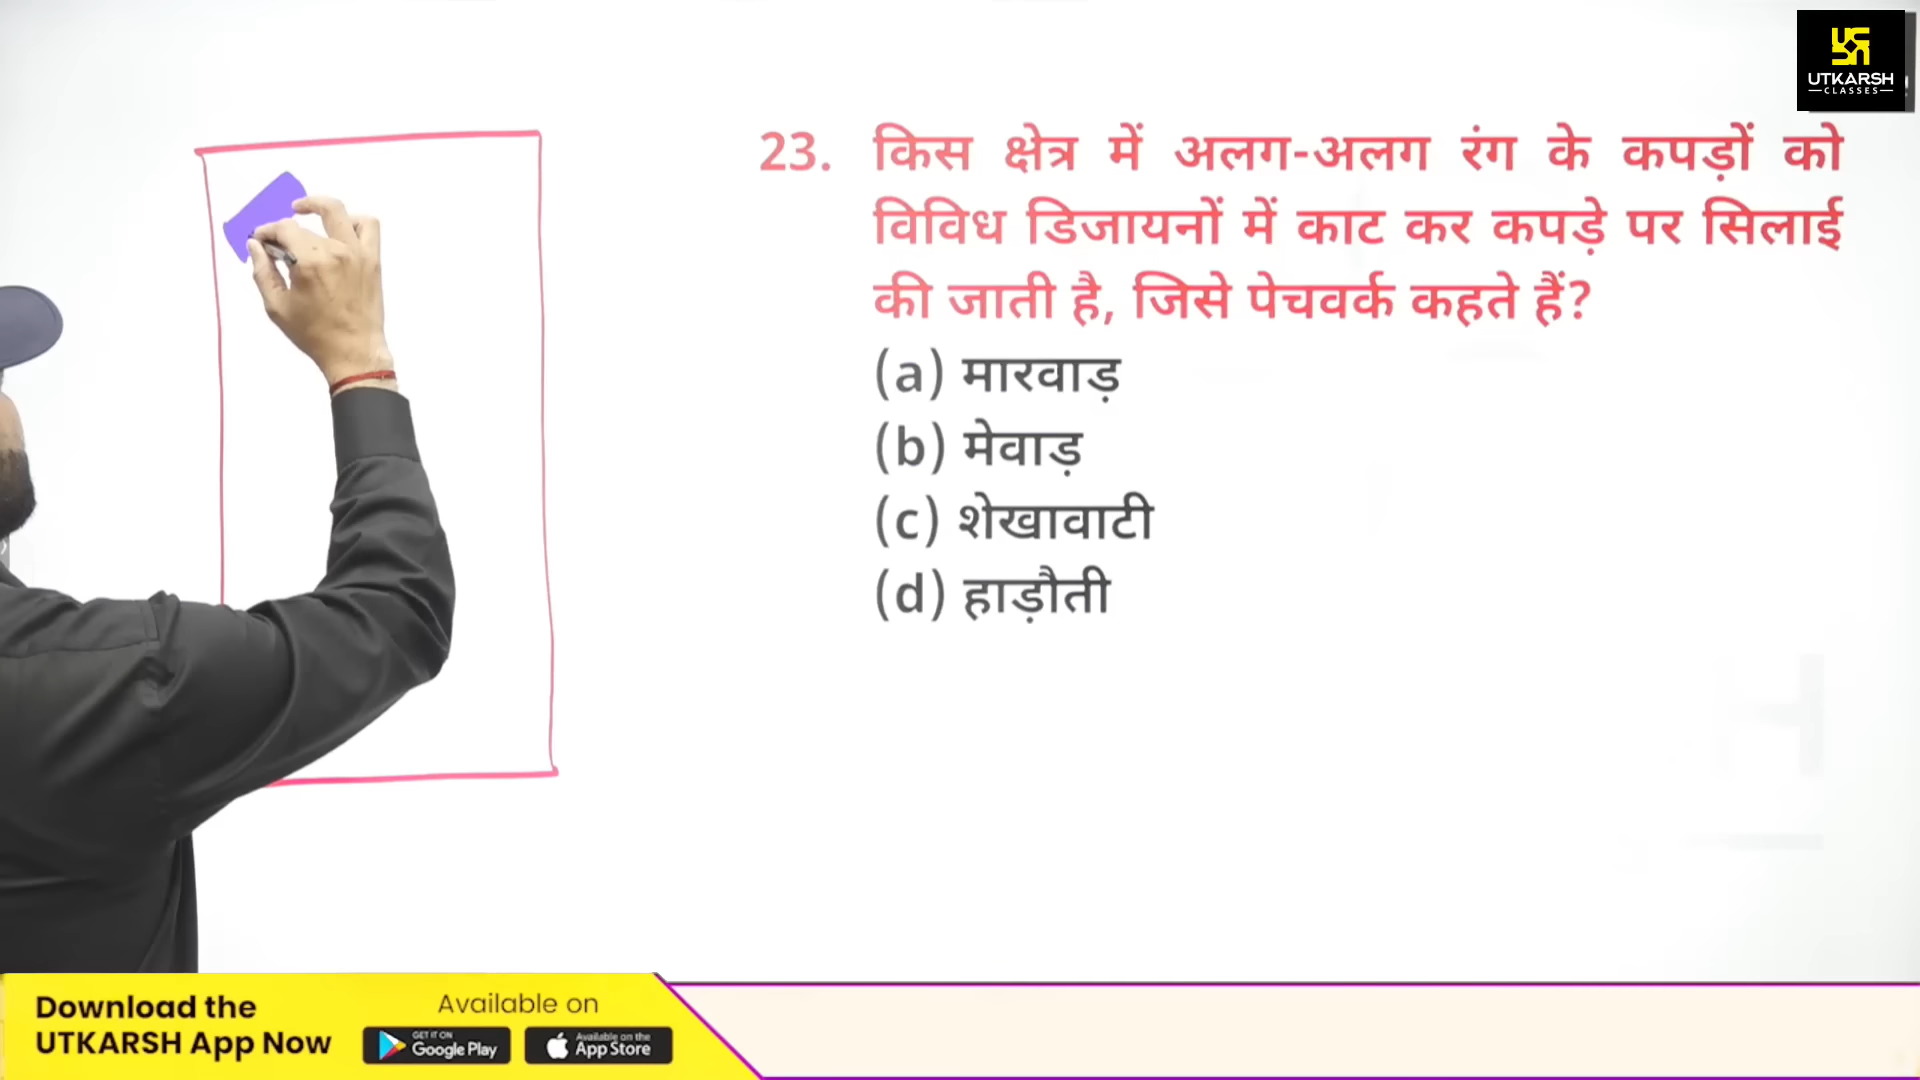 UTKARSH
CLASSES
23. किस क्षेत्र में अलग-अलग रंग के कपड़ों को
विविध डिजायनों में काट कर कपड़े पर सिलाई
की जाती है, जिसे पेचवर्क कहते हैं?
(a) मारवाड़
(b) मेवाड़
(c) शेखावाटी
(d) हाड़ौती
Download the
UTKARSH App Now
Available on
GET IT ON
Google Play
Available on the
App Store